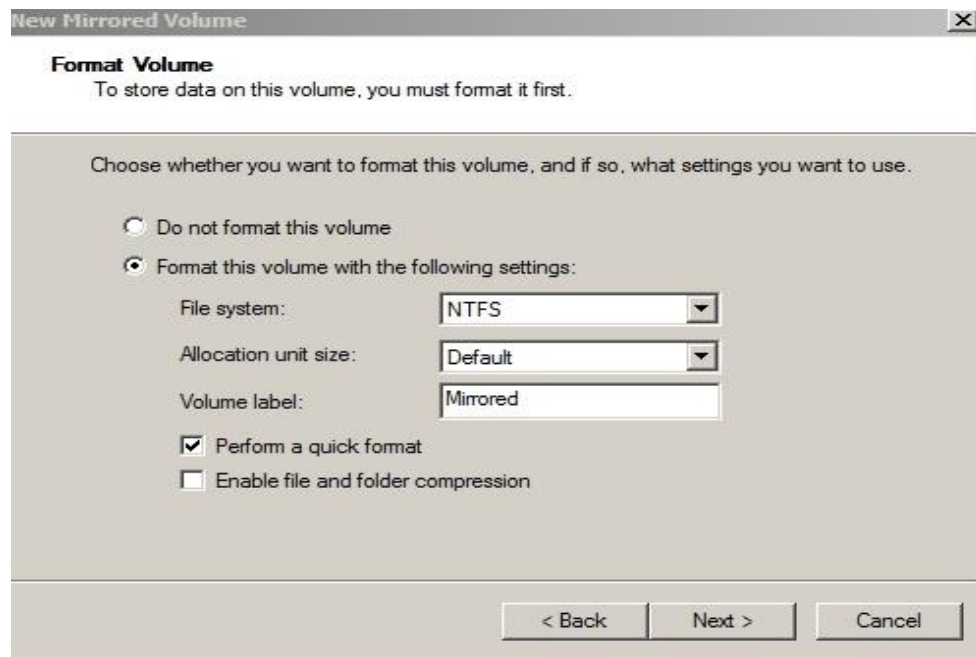 New Mirrored Volume
Format Volume
To store data on this volume, you must format it first.
Choose whether you want to format this volume, and if so, what settings you want to use.
Do not format this volume
Format this volume with the following settings:
File system: NTFS
Allocation unit size: Default
Volume label: Mirrored
Perform a quick format
Enable file and folder compression
< Back Next > Cancel